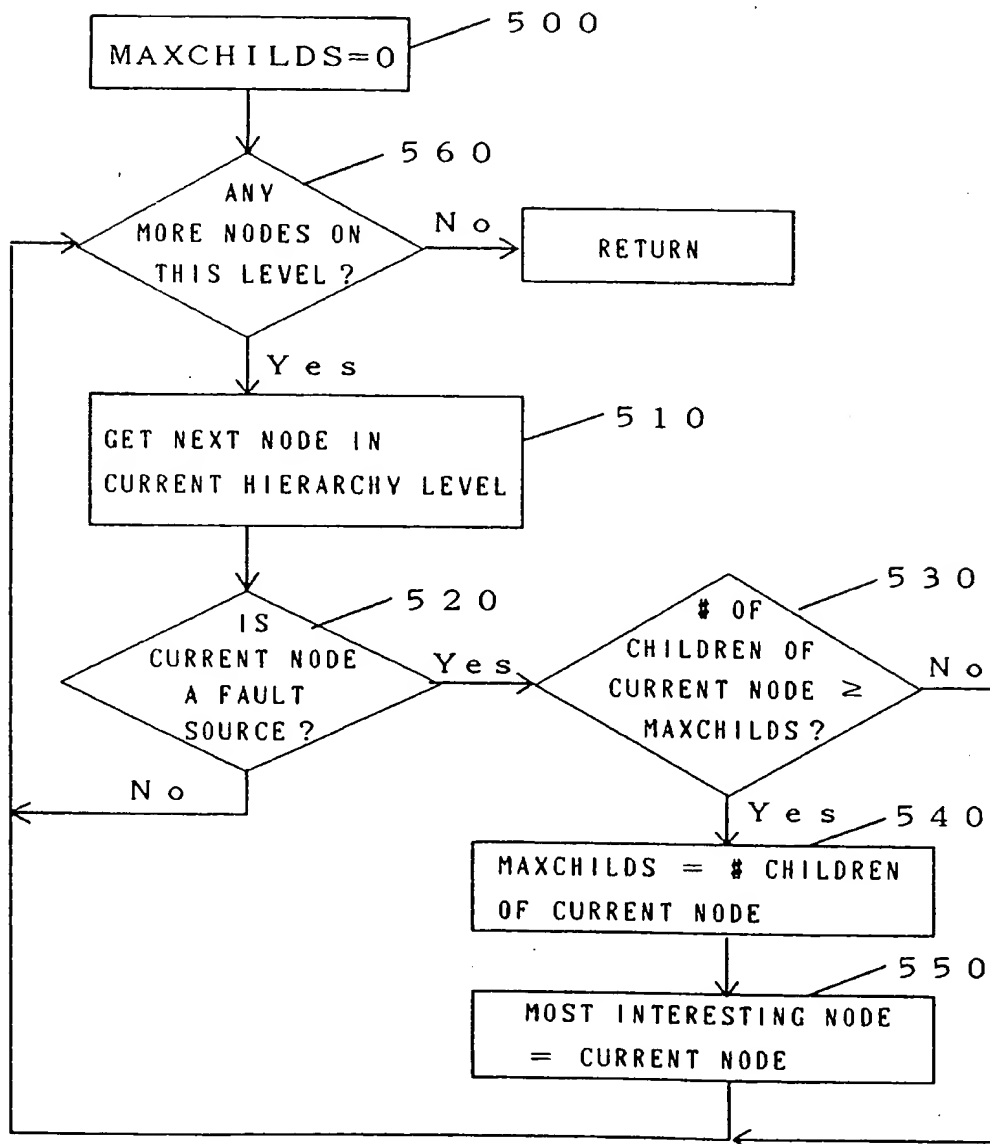 500
MAXCHILDS=0
560
ANY
MORE NODES ON
THIS LEVEL?
No
RETURN
Yes
510
GET NEXT NODE IN
CURRENT HIERARCHY LEVEL
520
IS
CURRENT NODE
A FAULT
SOURCE?
Yes
No
530
# OF
CHILDREN OF
CURRENT NODE ≥
MAXCHILDS?
No
Yes
540
MAXCHILDS = # CHILDREN
OF CURRENT NODE
550
MOST INTERESTING NODE
= CURRENT NODE